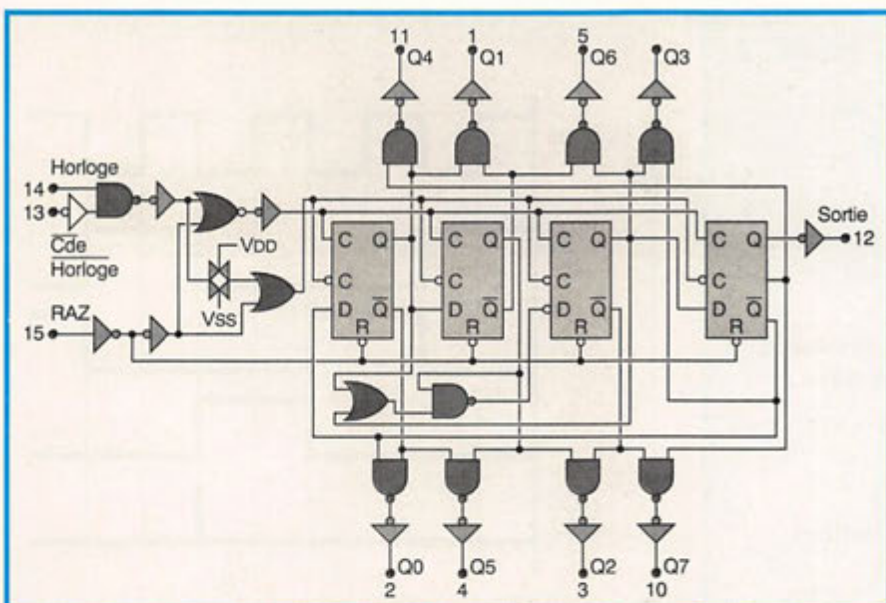 11 1 5
Q4 Q1 Q6 Q3
Horloge
14
13
Cde
Horloge
VDD
VSS
RAZ
15
C Q C Q C Q C Q
C C C C
D Q D Q D Q D Q
R R R R
Sortie
12
Q0 Q5 Q2 Q7
2 4 3 10